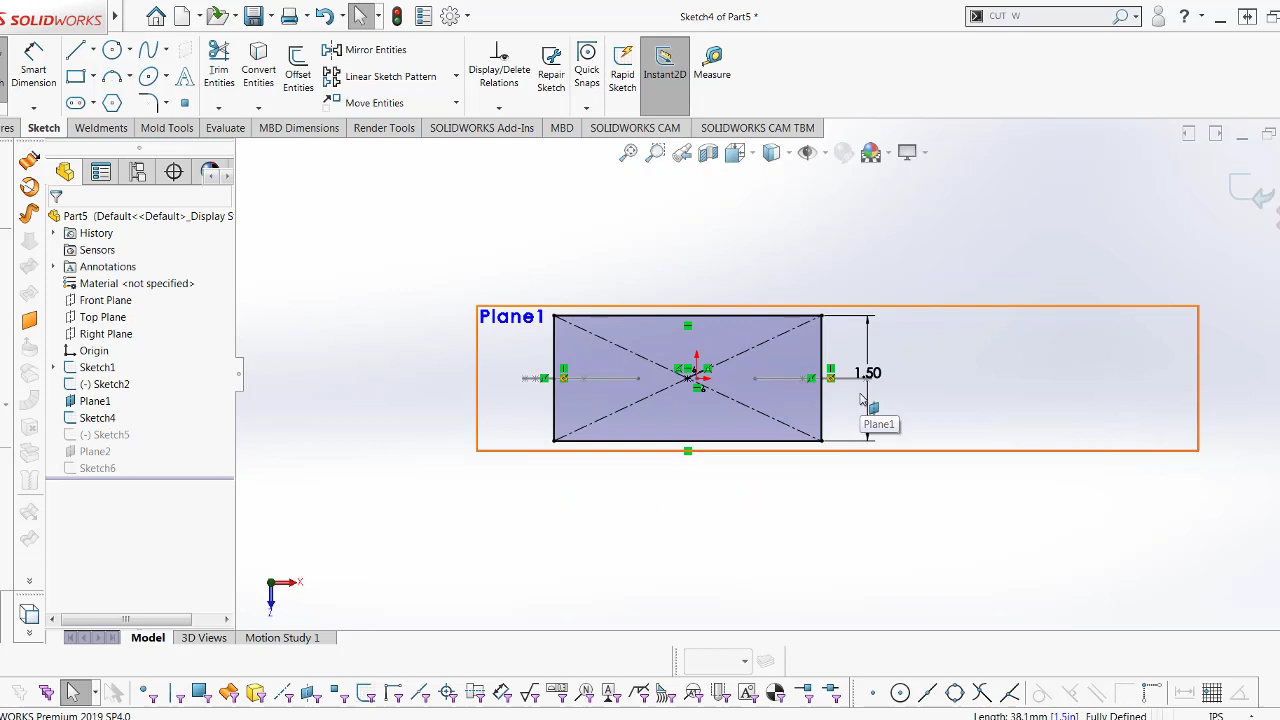 SOLIDWORKS
Sketch4 of Part5 *
CUT W
Smart Dimension
Trim Entities
Convert Entities
Offset Entities
Mirror Entities
Linear Sketch Pattern
Move Entities
Display/Delete Relations
Repair Sketch
Quick Snaps
Rapid Sketch
Instant2D
Measure
res
Sketch
Weldments
Mold Tools
Evaluate
MBD Dimensions
Render Tools
SOLIDWORKS Add-Ins
MBD
SOLIDWORKS CAM
SOLIDWORKS CAM TBM
Part5 (Default<<Default>_Display S
History
Sensors
Annotations
Material <not specified>
Front Plane
Top Plane
Right Plane
Origin
Sketch1
(-) Sketch2
Plane1
Sketch4
(-) Sketch5
Plane2
Sketch6
Plane1
1.50
Plane1
X
Z
Model
3D Views
Motion Study 1
WORKS Premium 2019 SP4.0
Length: 38.1mm [1.5in]
Fully Defined
IPS